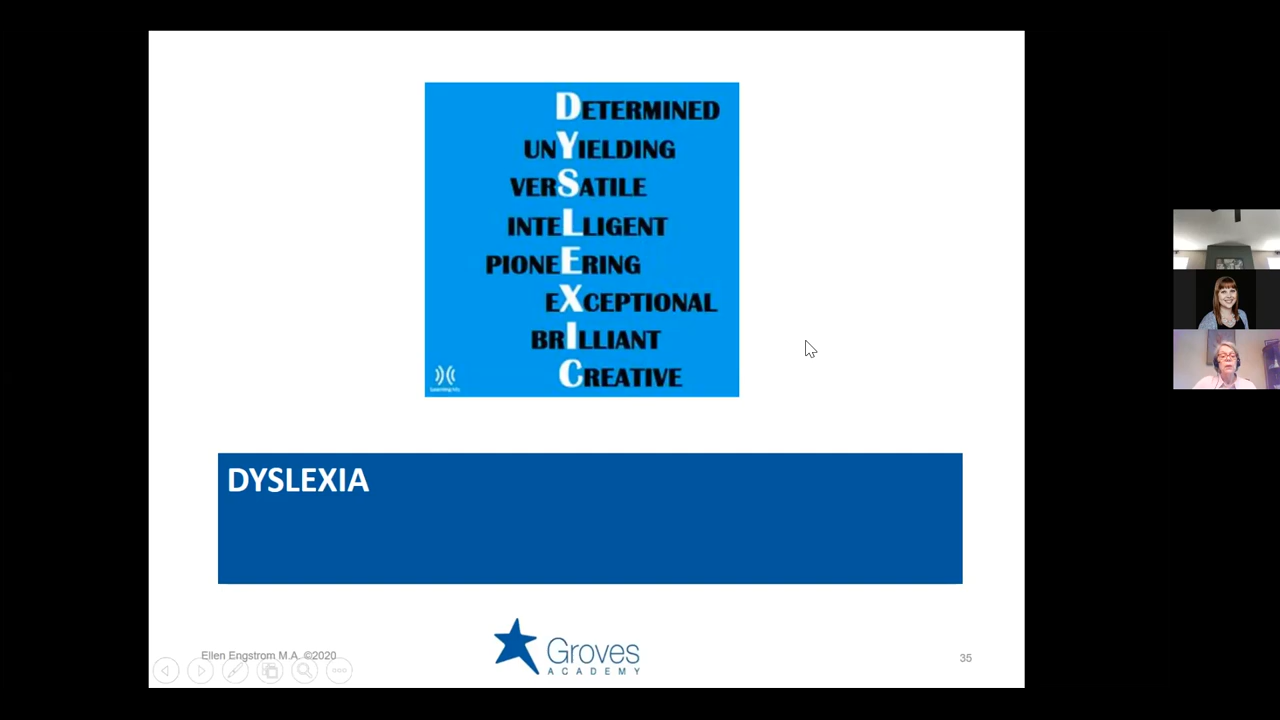 DETERMINED
UNYIELDING
VERSATILE
INTELLIGENT
PIONEERING
EXCEPTIONAL
BRILLIANT
CREATIVE
DYSLEXIA
Ellen Engstrom M.A. ©2020
Groves
ACADEMY
35